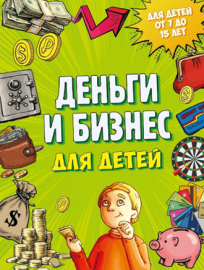 ДЛЯ ДЕТЕЙ
ОТ 7 ДО
15 ЛЕТ
ДЕНЬГИ
И БИЗНЕС
ДЛЯ ДЕТЕЙ